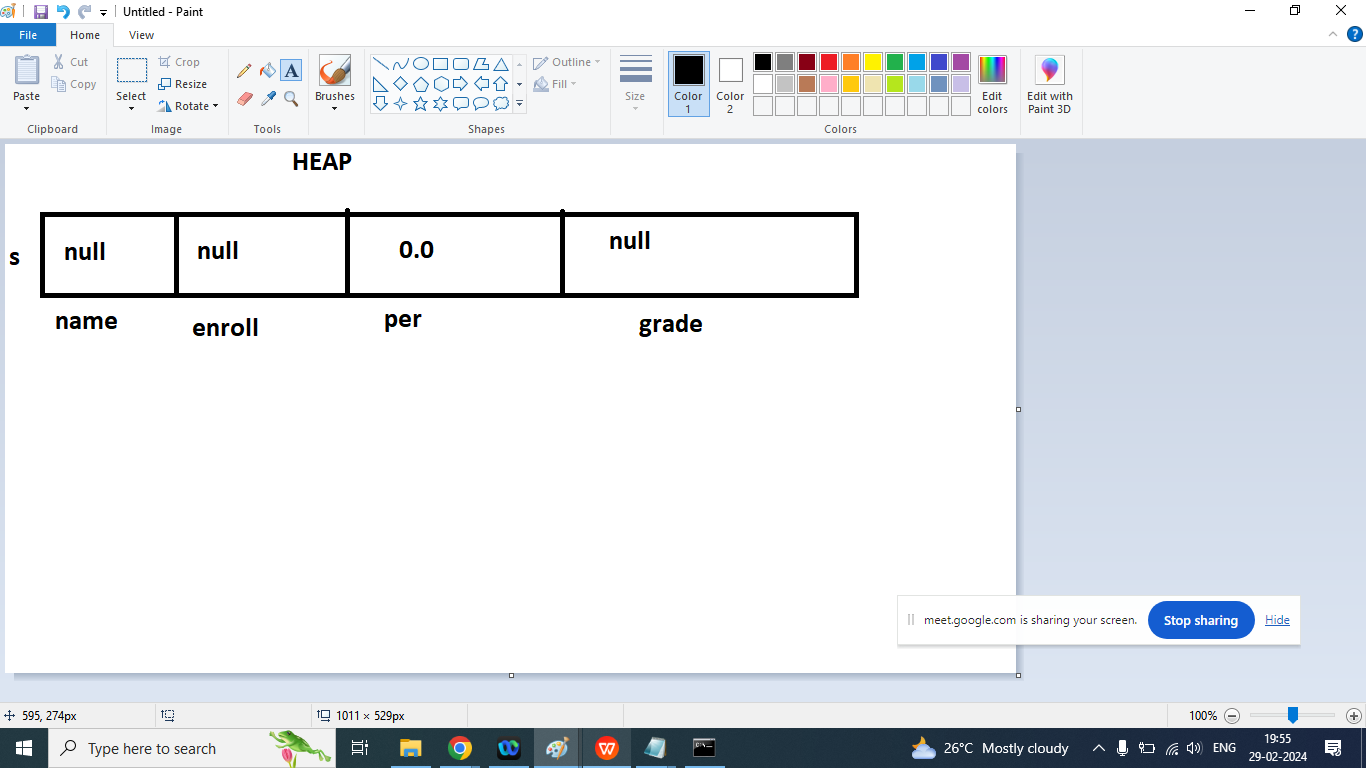 Untitled - Paint
File Home View
Paste
Cut
Copy
Clipboard
Select
Crop
Resize
Rotate
Image
A
Tools
Brushes
Outline
Fill
Shapes
Size
Color 1
Color 2
Edit colors
Colors
Edit with Paint 3D
HEAP
s null null 0.0 null
name enroll per grade
meet.google.com is sharing your screen. Stop sharing Hide
595, 274px 1011 × 529px 100%
Type here to search
26°C Mostly cloudy ENG 19:55
29-02-2024